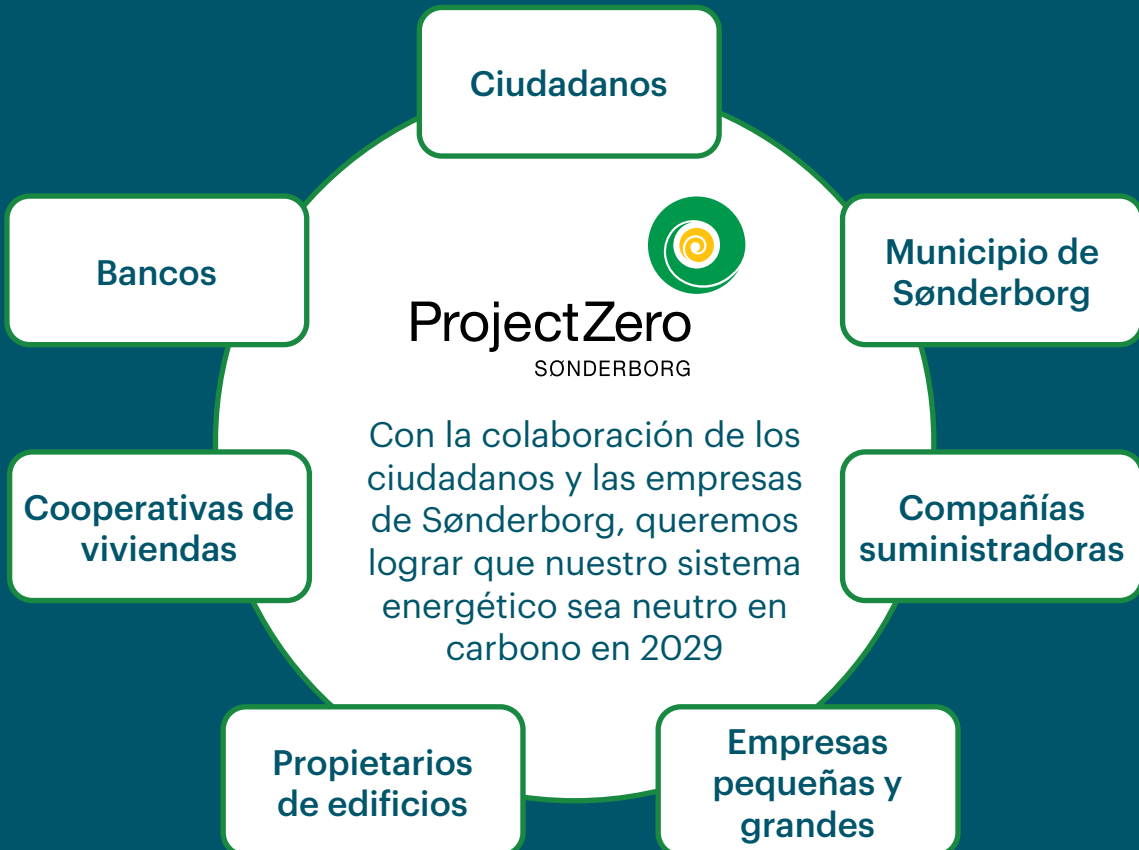 Ciudadanos
Bancos
Municipio de
Sønderborg
ProjectZero
SØNDERBORG
Con la colaboración de los
ciudadanos y las empresas
de Sønderborg, queremos
lograr que nuestro sistema
energético sea neutro en
carbono en 2029
Cooperativas de
viviendas
Compañías
suministradoras
Propietarios
de edificios
Empresas
pequeñas y
grandes